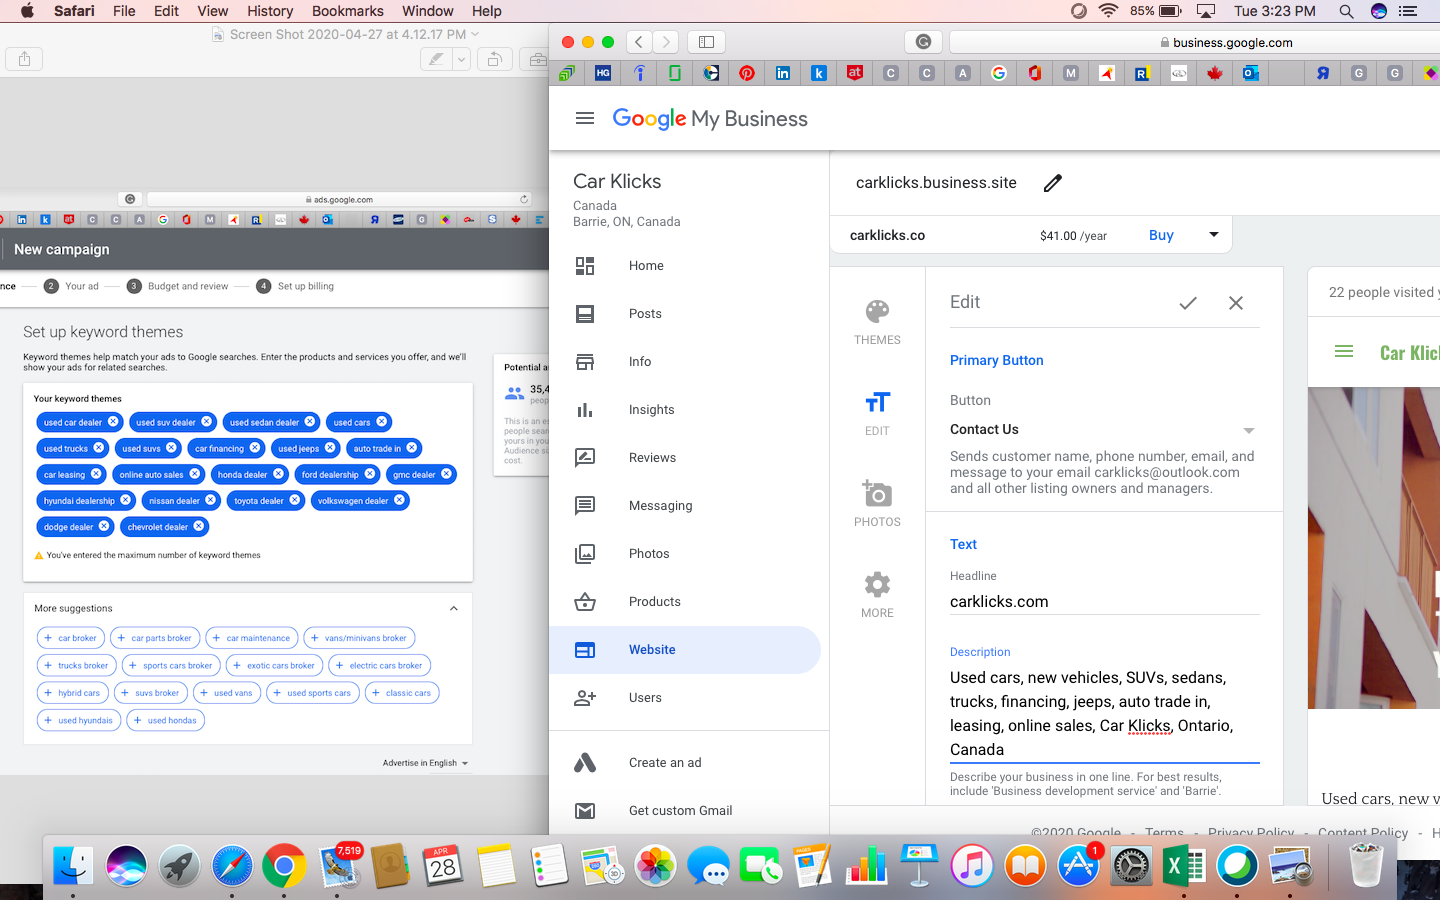 Safari File Edit View History Bookmarks Window Help
85% Tue 3:23 PM
Screen Shot 2020-04-27 at 4.12.17 PM
ads.google.com
New campaign
nce 2 Your ad 3 Budget and review 4 Set up billing
Set up keyword themes
Keyword themes help match your ads to Google searches. Enter the products and services you offer, and we'll
show your ads for related searches.
Your keyword themes
used car dealer used suv dealer used sedan dealer used cars
used trucks used suvs car financing used jeeps auto trade in
car leasing online auto sales honda dealer ford dealership gmc dealer
hyundai dealership nissan dealer toyota dealer volkswagen dealer
dodge dealer chevrolet dealer
You've entered the maximum number of keyword themes
More suggestions
+ car broker + car parts broker + car maintenance + vans/minivans broker
+ trucks broker + sports cars broker + exotic cars broker + electric cars broker
+ hybrid cars + suvs broker + used vans + used sports cars + classic cars
+ used hyundais + used hondas
Advertise in English
Potential au
35,4
peop
This is an es
people sear
yours in you
Audience si
cost.
business.google.com
HG in k at C C A G M RL G G
Google My Business
Car Klicks
Canada
Barrie, ON, Canada
Home
Posts
Info
Insights
Reviews
Messaging
Photos
Products
Website
Users
Create an ad
Get custom Gmail
carklicks.business.site
carklicks.co $41.00 /year Buy
THEMES
EDIT
PHOTOS
MORE
Edit
Primary Button
Button
Contact Us
Sends customer name, phone number, email, and
message to your email carklicks@outlook.com
and all other listing owners and managers.
Text
Headline
carklicks.com
Description
Used cars, new vehicles, SUVs, sedans,
trucks, financing, jeeps, auto trade in,
leasing, online sales, Car Klicks, Ontario,
Canada
Describe your business in one line. For best results,
include 'Business development service' and 'Barrie'.
22 people visited y
Car Klic
Used cars, new v
©2020 Google - Terms - Privacy Policy - Content Policy - H
7,519
APR
28
1